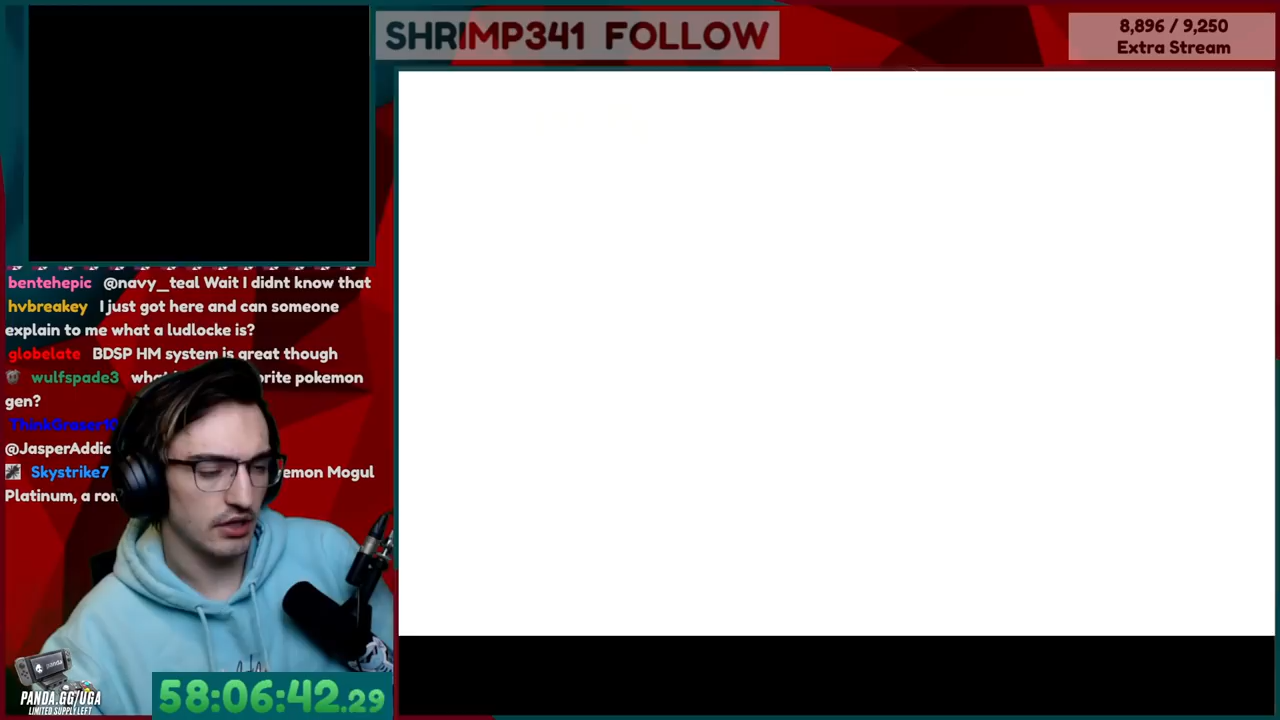 SHRIMP341 FOLLOW
8,896 / 9,250
Extra Stream
bentehepic @navy_teal Wait I didnt know that
hvbreakey I just got here and can someone
explain to me what a ludlocke is?
globelate BDSP HM system is great though
wulfspade3 pokemon
gen?
ThinkGraser10
Skystrike7 Mogul
Platinum, a
PANDA.GG/UGA
LIMITED SUPPLY LEFT
58:06:42.29